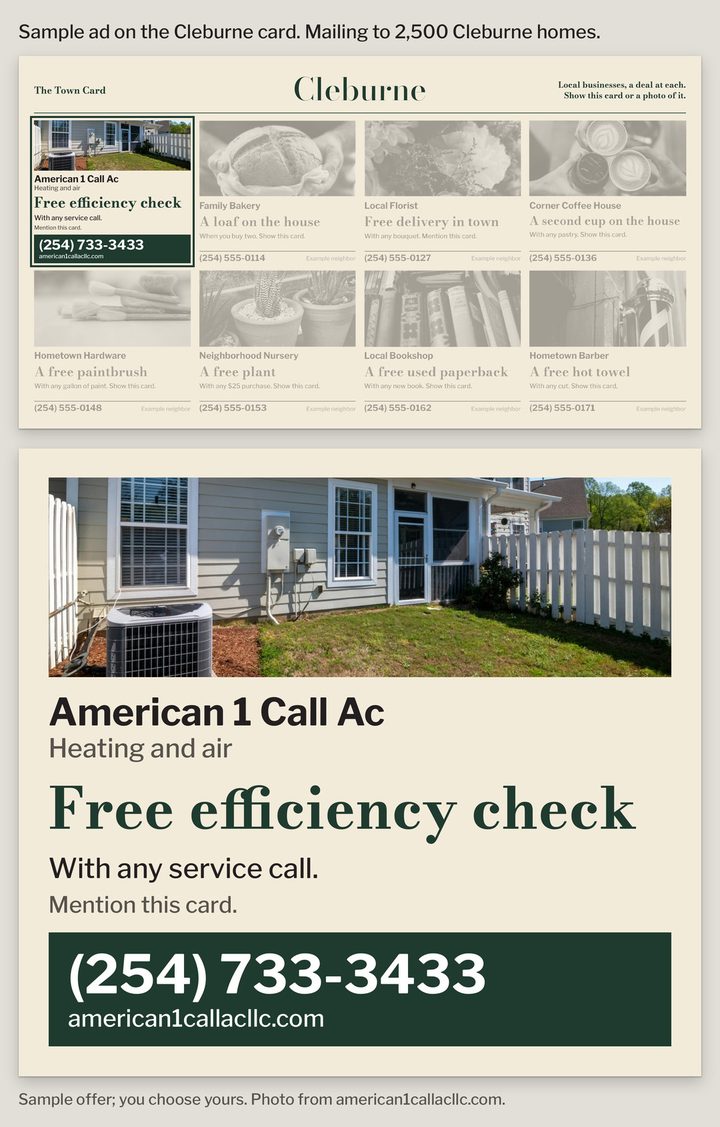 Sample ad on the Cleburne card. Mailing to 2,500 Cleburne homes.
The Town Card
Cleburne
Local businesses, a deal at each.
Show this card or a photo of it.
American 1 Call Ac
Heating and air
Free efficiency check
With any service call.
Mention this card.
(254) 733-3433
american1callacllc.com
Family Bakery
A loaf on the house
When you buy two. Show this card.
(254) 555-0114
Example neighbor
Local Florist
Free delivery in town
With any bouquet. Mention this card.
(254) 555-0127
Example neighbor
Corner Coffee House
A second cup on the house
With any pastry. Show this card.
(254) 555-0136
Example neighbor
Hometown Hardware
A free paintbrush
With any gallon of paint. Show this card.
(254) 555-0148
Example neighbor
Neighborhood Nursery
A free plant
With any $25 purchase. Show this card.
(254) 555-0153
Example neighbor
Local Bookshop
A free used paperback
With any new book. Show this card.
(254) 555-0162
Example neighbor
Hometown Barber
A free hot towel
With any cut. Show this card.
(254) 555-0171
Example neighbor
American 1 Call Ac
Heating and air
Free efficiency check
With any service call.
Mention this card.
(254) 733-3433
american1callacllc.com
Sample offer; you choose yours. Photo from american1callacllc.com.